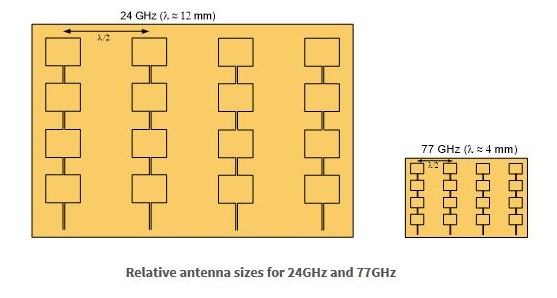 24 GHz (λ ≈ 12 mm)
λ/2
77 GHz (λ ≈ 4 mm)
λ/2
Relative antenna sizes for 24GHz and 77GHz